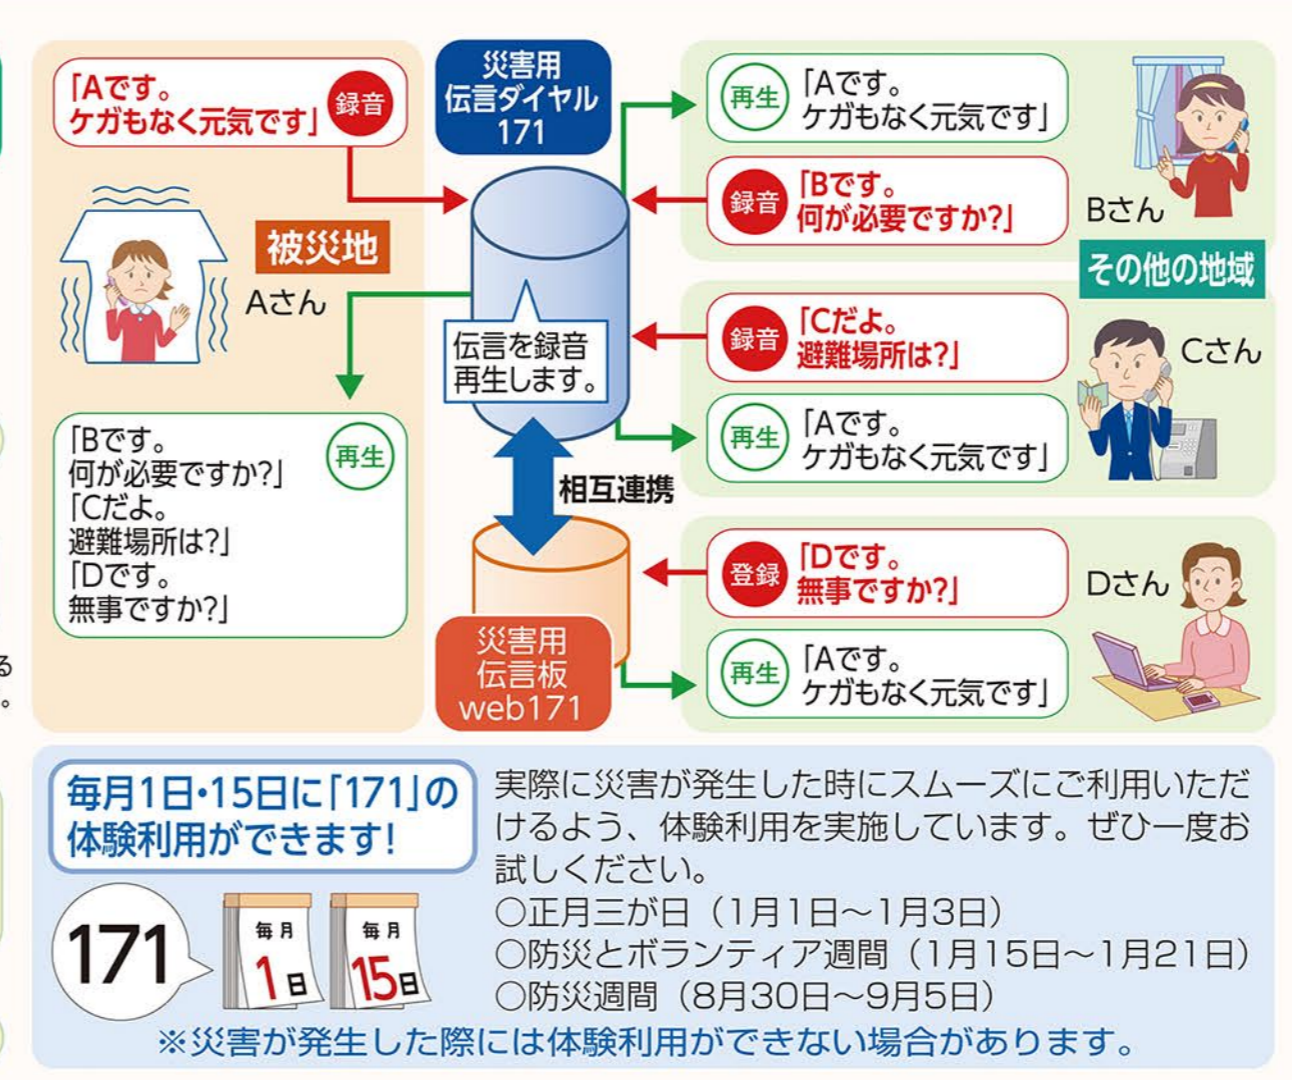 「Aです。
ケガもなく元気です」
録音
災害用
伝言ダイヤル
171
再生
「Aです。
ケガもなく元気です」
録音
「Bです。
何が必要ですか?」
Bさん
被災地
Aさん
その他の地域
伝言を録音
再生します。
録音
「Cだよ。
避難場所は?」
Cさん
再生
「Aです。
ケガもなく元気です」
「Bです。
何が必要ですか?」
「Cだよ。
避難場所は?」
「Dです。
無事ですか?」
再生
相互連携
登録
「Dです。
無事ですか?」
Dさん
再生
「Aです。
ケガもなく元気です」
災害用
伝言板
web171
る
。
毎月1日・15日に「171」の
体験利用ができます!
171
毎月
1日
毎月
15日
実際に災害が発生した時にスムーズにご利用いただ
けるよう、体験利用を実施しています。ぜひ一度お
試しください。
○正月三が日（1月1日～1月3日）
○防災とボランティア週間（1月15日～1月21日）
○防災週間（8月30日～9月5日）
※災害が発生した際には体験利用ができない場合があります。